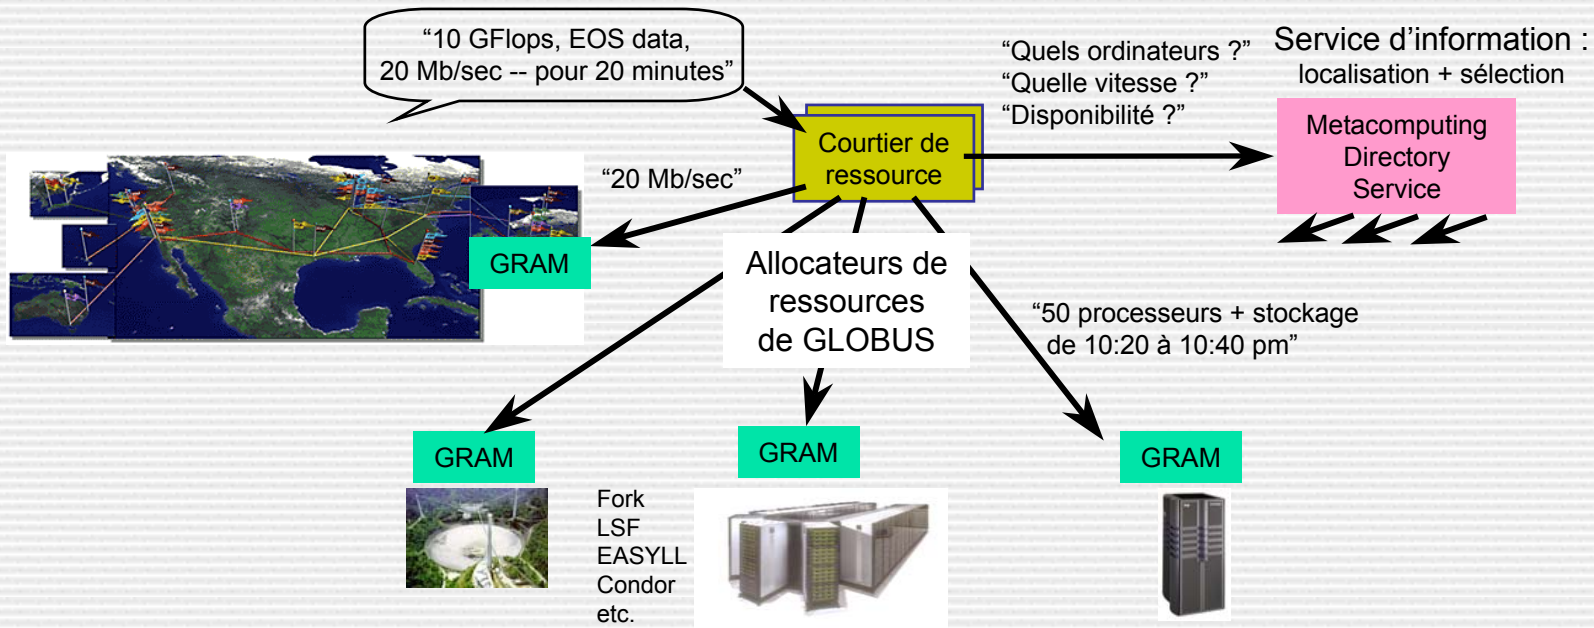 “10 GFlops, EOS data,
20 Mb/sec -- pour 20 minutes”
“Quels ordinateurs ?”
“Quelle vitesse ?”
“Disponibilité ?”
Service d’information :
localisation + sélection
Courtier de
ressource
Metacomputing
Directory
Service
“20 Mb/sec”
GRAM
Allocateurs de
ressources
de GLOBUS
“50 processeurs + stockage
de 10:20 à 10:40 pm”
GRAM
GRAM
GRAM
Fork
LSF
EASYLL
Condor
etc.